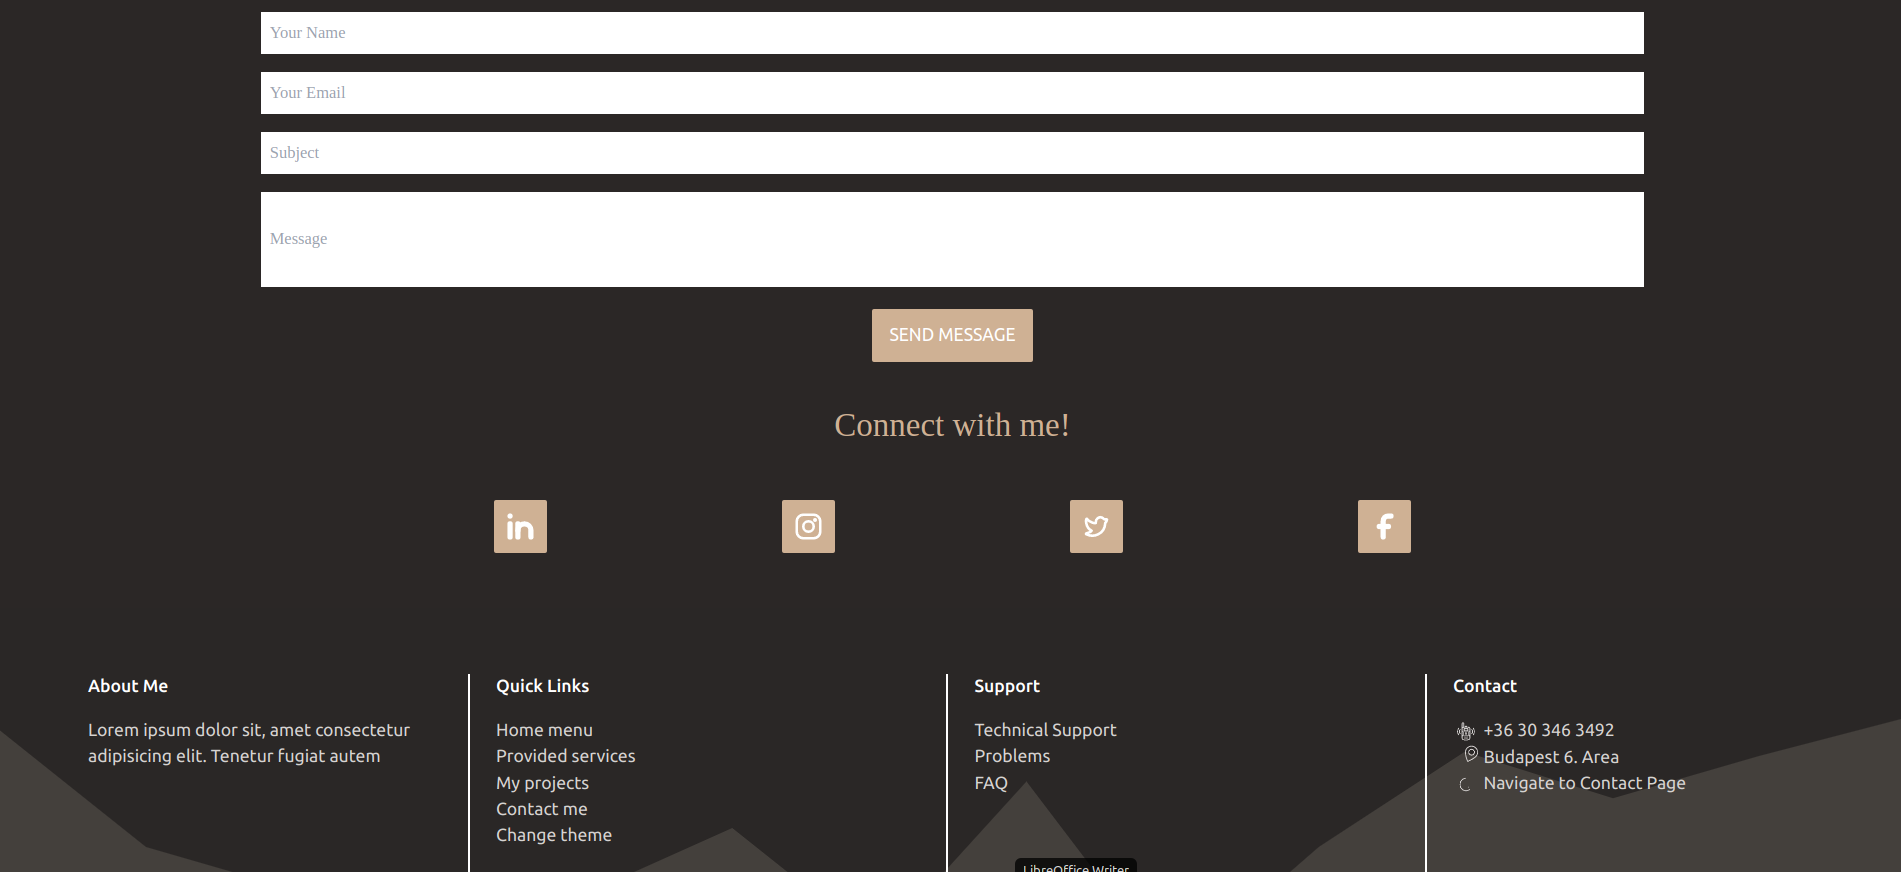 Your Name
Your Email
Subject
Message
SEND MESSAGE
Connect with me!
About Me
Lorem ipsum dolor sit, amet consectetur
adipisicing elit. Tenetur fugiat autem
Quick Links
Home menu
Provided services
My projects
Contact me
Change theme
Support
Technical Support
Problems
FAQ
Contact
+36 30 346 3492
Budapest 6. Area
Navigate to Contact Page
LibreOffice Writer